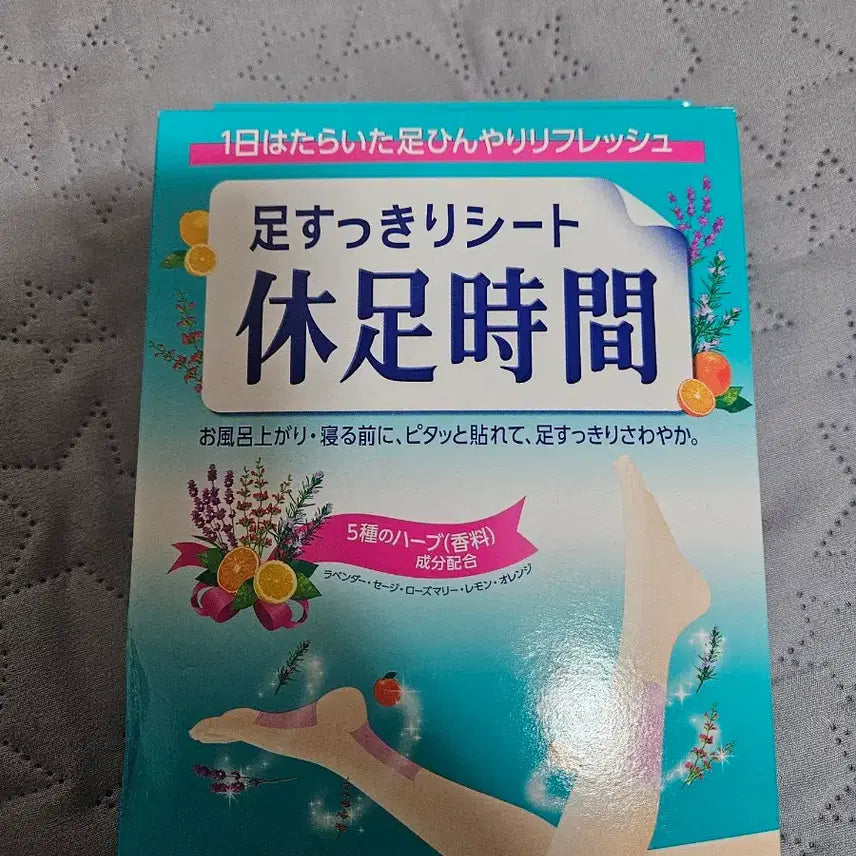 1日はたらいた足ひんやりリフレッシュ
足すっきりシート
休足時間
お風呂上がり・寝る前に、ピタッと貼れて、足すっきりさわやか。
5種のハーブ(香料)
成分配合
ラベンダー・セージ・ローズマリー・レモン・オレンジ